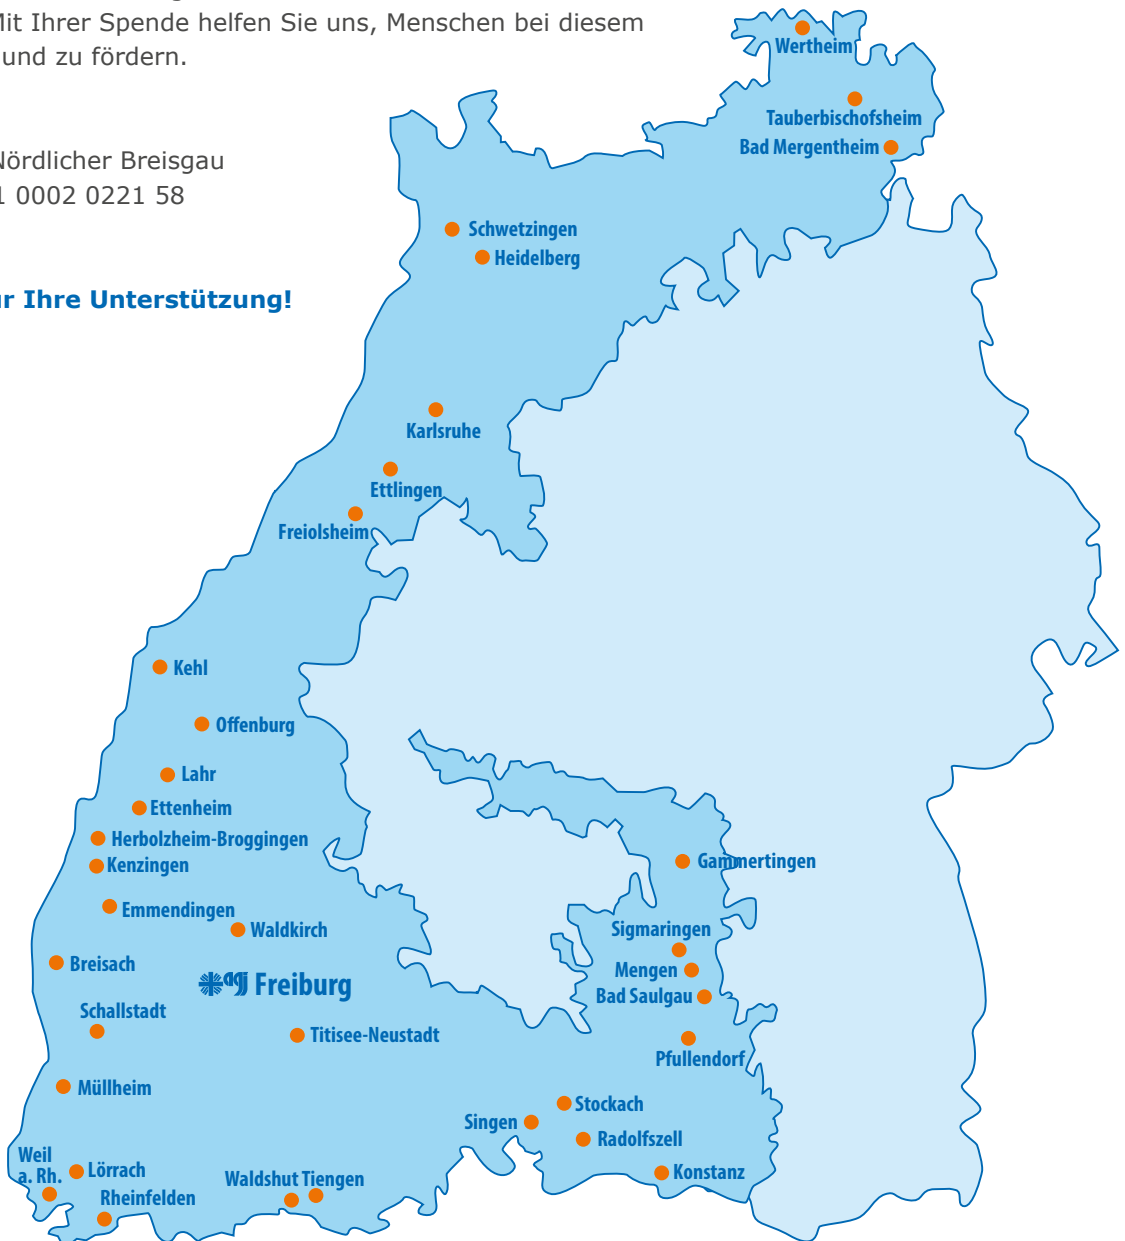 Mit Ihrer Spende helfen Sie uns, Menschen bei diesem
und zu fördern.
Nördlicher Breisgau
1 0002 0221 58
Ihre Unterstützung!
Wertheim
Tauberbischofsheim
Bad Mergentheim
Schwetzingen
Heidelberg
Karlsruhe
Ettlingen
Freiolsheim
Kehl
Offenburg
Lahr
Ettenheim
Herbolzheim-Broggingen
Kenzingen
Gammertingen
Emmendingen
Waldkirch
Sigmaringen
Breisach
Mengen
agj Freiburg
Bad Saulgau
Schallstadt
Titisee-Neustadt
Pfullendorf
Müllheim
Stockach
Singen
Radolfszell
Weil
a. Rh.
Lörrach
Konstanz
Waldshut Tiengen
Rheinfelden